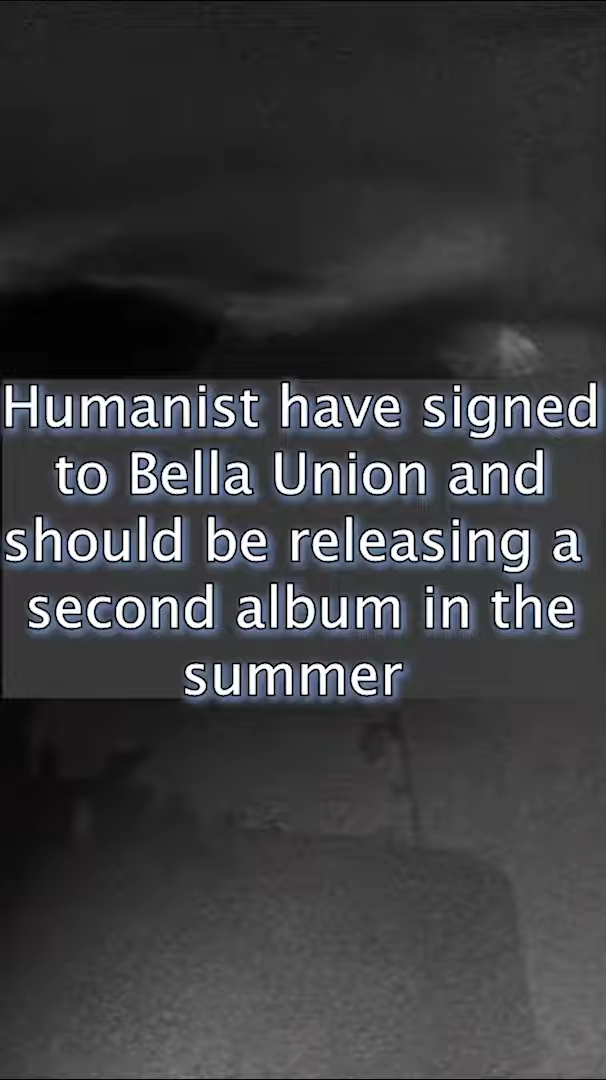 Humanist have signed
to Bella Union and
should be releasing a
second album in the
summer